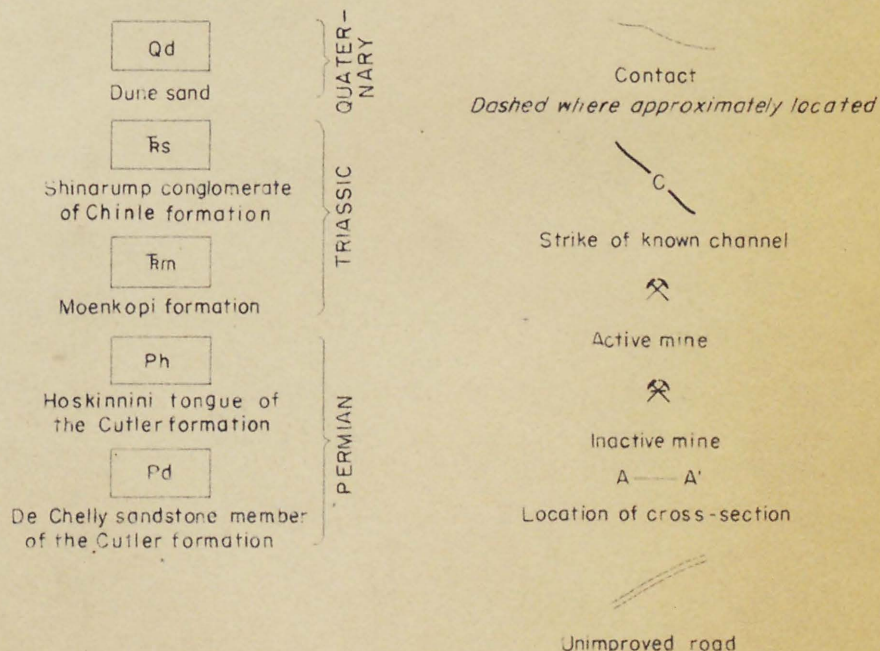 Qd
Dune sand
QUATER-
NARY
Ꞧs
Shinarump conglomerate
of Chinle formation
Ꞧm
Moenkopi formation
TRIASSIC
Ph
Hoskinnini tongue of
the Cutler formation
Pd
De Chelly sandstone member
of the Cutler formation
PERMIAN
Contact
Dashed where approximately located
C
Strike of known channel
Active mine
Inactive mine
A A'
Location of cross-section
Unimproved road